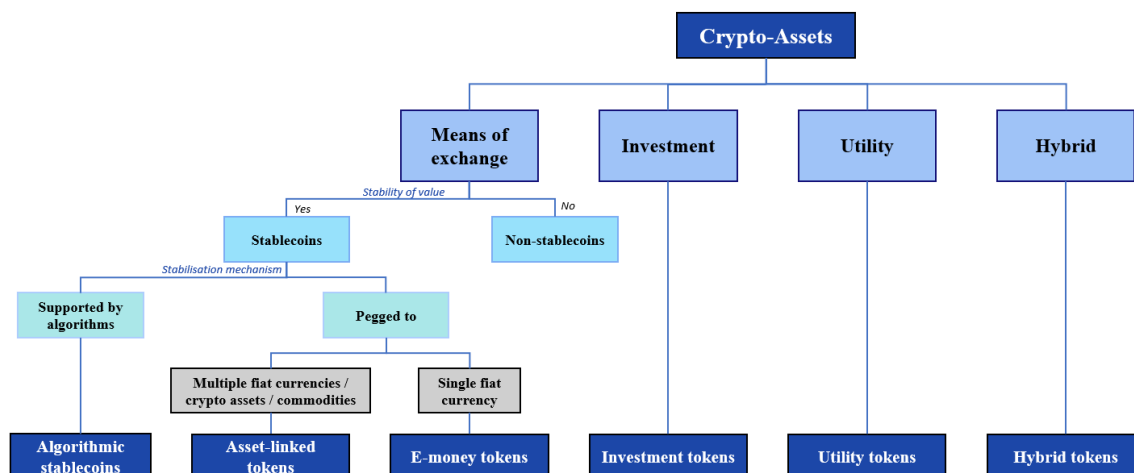 Crypto-Assets
Means of
exchange
Investment
Utility
Hybrid
Stability of value
Yes
No
Stablecoins
Non-stablecoins
Stabilisation mechanism
Supported by
algorithms
Pegged to
Multiple fiat currencies /
crypto assets / commodities
Single fiat
currency
Algorithmic
stablecoins
Asset-linked
tokens
E-money tokens
Investment tokens
Utility tokens
Hybrid tokens